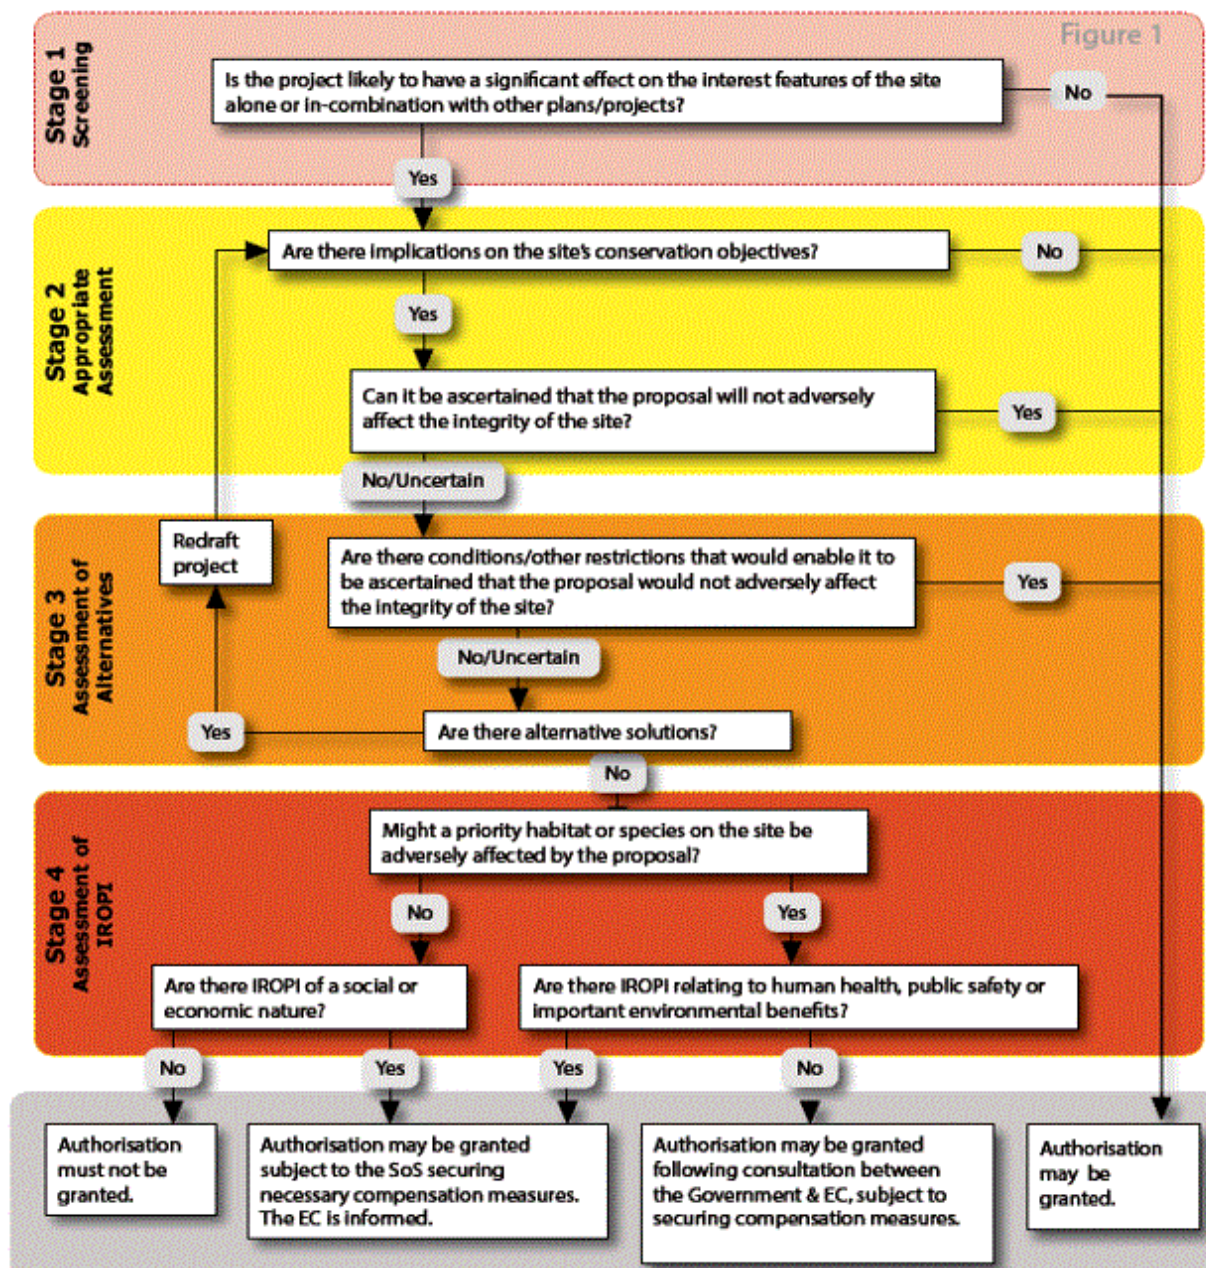 Figure 1
Stage 1
Screening
Is the project likely to have a significant effect on the interest features of the site
alone or in-combination with other plans/projects?
No
Yes
Stage 2
Appropriate
Assessment
Are there implications on the site's conservation objectives?
No
Yes
Can it be ascertained that the proposal will not adversely
affect the integrity of the site?
Yes
No/Uncertain
Stage 3
Assessment of
Alternatives
Redraft
project
Are there conditions/other restrictions that would enable it to
be ascertained that the proposal would not adversely affect
the integrity of the site?
Yes
No/Uncertain
Yes
Are there alternative solutions?
No
Stage 4
Assessment of
IROPI
Might a priority habitat or species on the site be
adversely affected by the proposal?
No
Yes
Are there IROPI of a social or
economic nature?
Are there IROPI relating to human health, public safety or
important environmental benefits?
No
Yes
Yes
No
Authorisation
must not be
granted.
Authorisation may be granted
subject to the SoS securing
necessary compensation measures.
The EC is informed.
Authorisation may be granted
following consultation between
the Government & EC, subject to
securing compensation measures.
Authorisation
may be
granted.